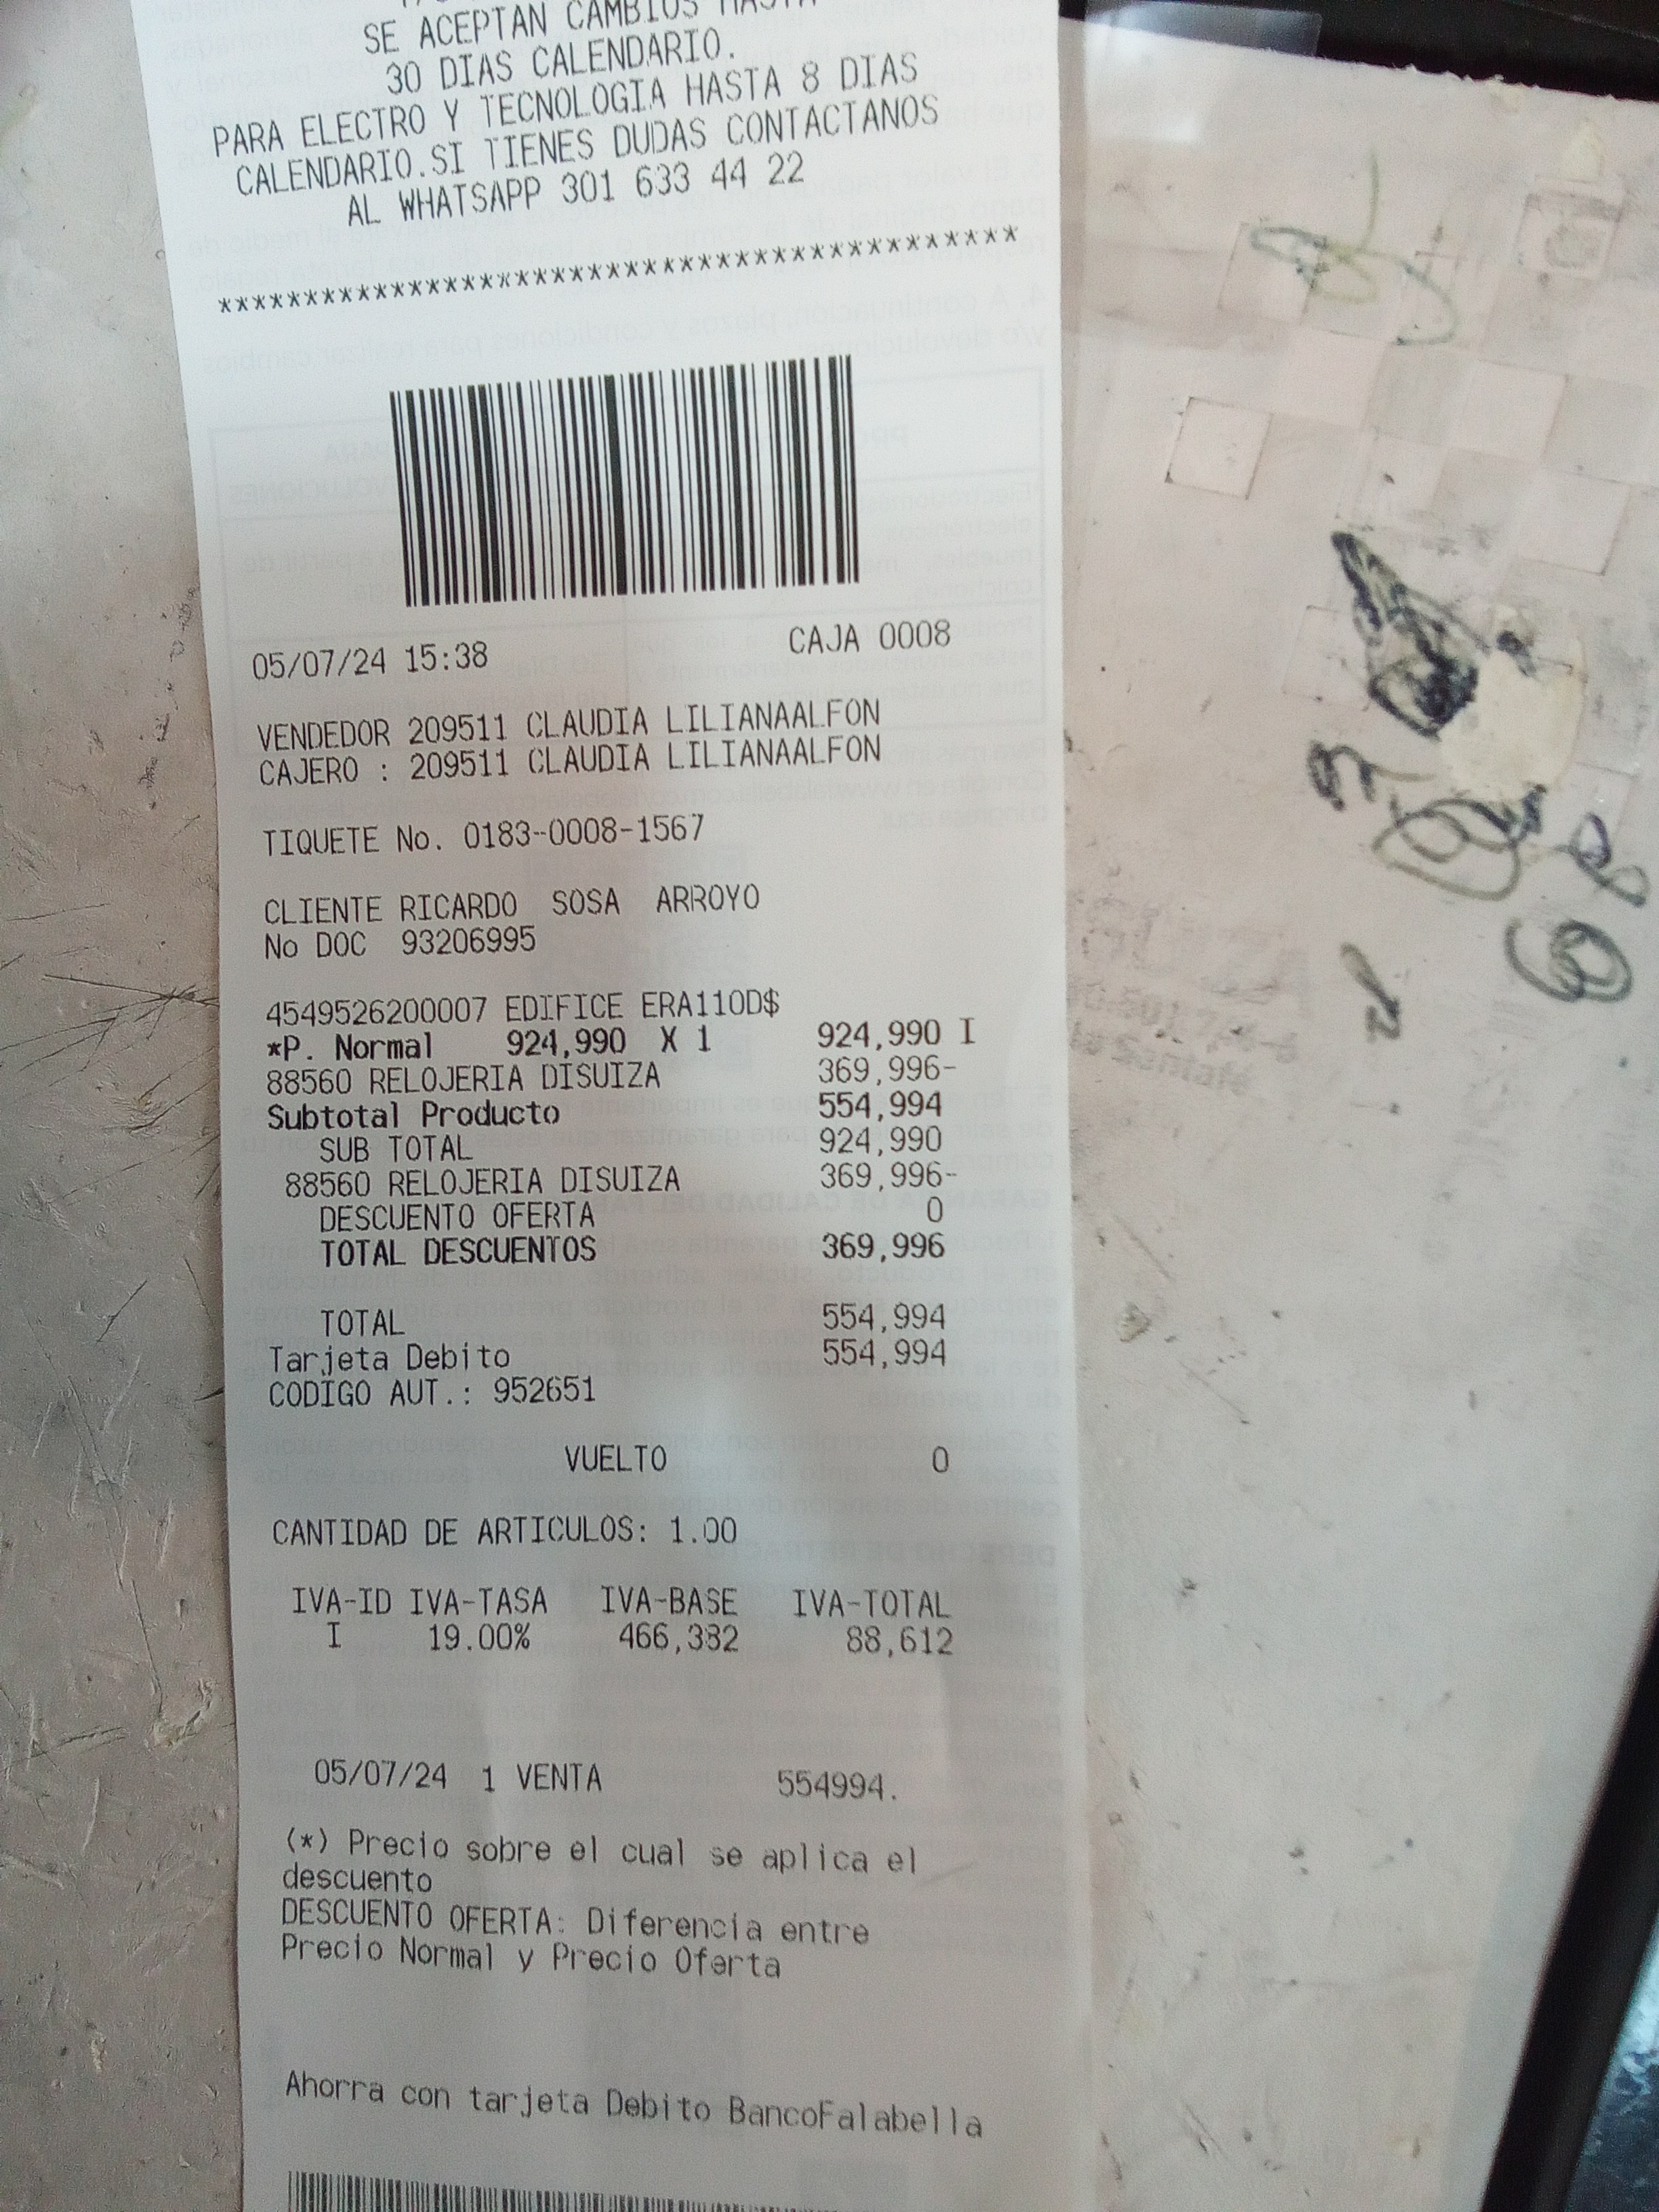 SE ACEPTAN CAMBIOS HASTA
30 DIAS CALENDARIO.
PARA ELECTRO Y TECNOLOGIA HASTA 8 DIAS
CALENDARIO.SI TIENES DUDAS CONTACTANOS
AL WHATSAPP 301 633 44 22
******************************************
05/07/24 15:38 CAJA 0008
VENDEDOR 209511 CLAUDIA LILIANAALFON
CAJERO : 209511 CLAUDIA LILIANAALFON
TIQUETE No. 0183-0008-1567
CLIENTE RICARDO SOSA ARROYO
No DOC 93206995
4549526200007 EDIFICE ERA110D$
*P. Normal 924,990 X 1 924,990 I
88560 RELOJERIA DISUIZA 369,996-
Subtotal Producto 554,994
SUB TOTAL 924,990
88560 RELOJERIA DISUIZA 369,996-
DESCUENTO OFERTA 0
TOTAL DESCUENTOS 369,996
TOTAL 554,994
Tarjeta Debito 554,994
CODIGO AUT.: 952651
VUELTO 0
CANTIDAD DE ARTICULOS: 1.00
IVA-ID IVA-TASA IVA-BASE IVA-TOTAL
I 19.00% 466,382 88,612
05/07/24 1 VENTA 554994.
(*) Precio sobre el cual se aplica el
descuento
DESCUENTO OFERTA: Diferencia entre
Precio Normal y Precio Oferta
Ahorra con tarjeta Debito BancoFalabella